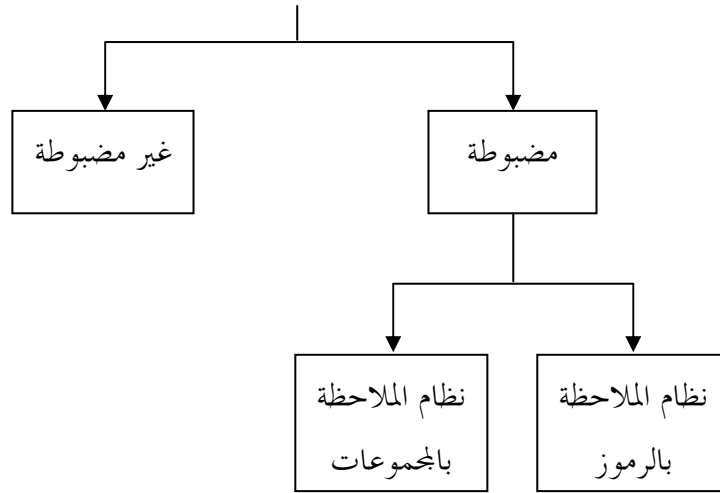 مضبوطة
غير مضبوطة
نظام الملاحظة
بالرموز
نظام الملاحظة
بالمجموعات